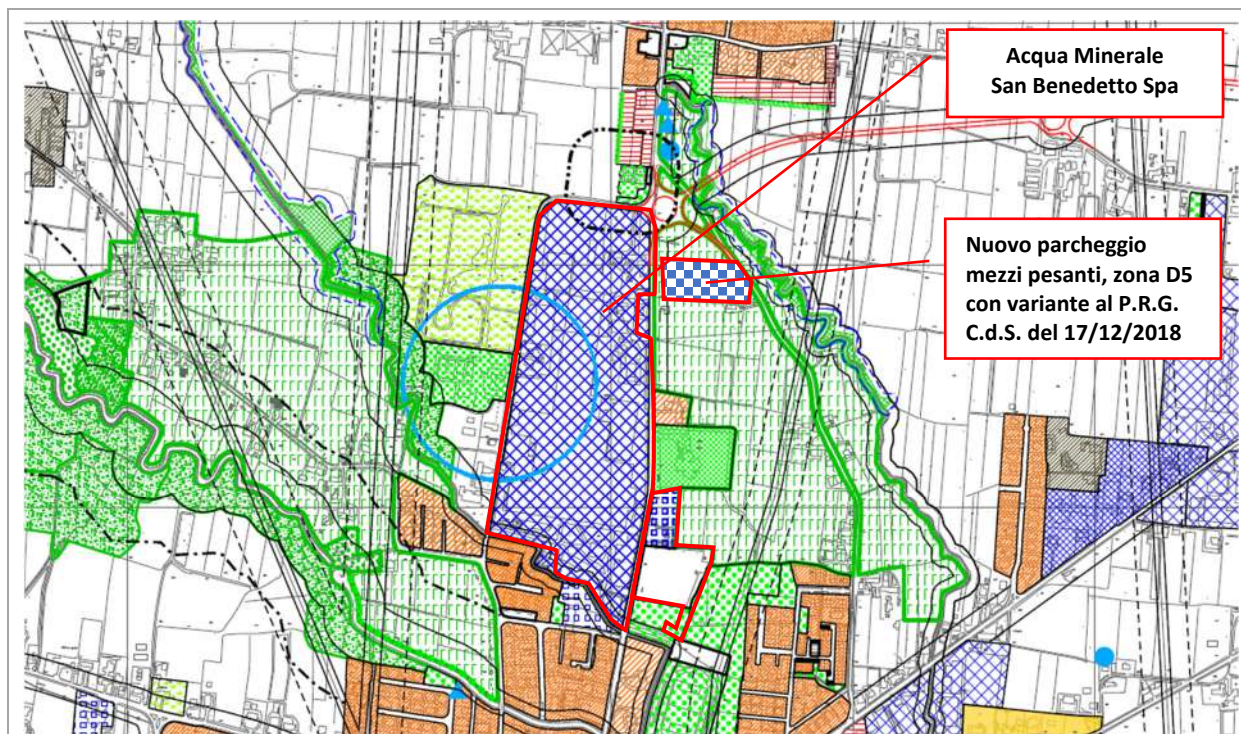 Acqua Minerale
San Benedetto Spa
Nuovo parcheggio
mezzi pesanti, zona D5
con variante al P.R.G.
C.d.S. del 17/12/2018